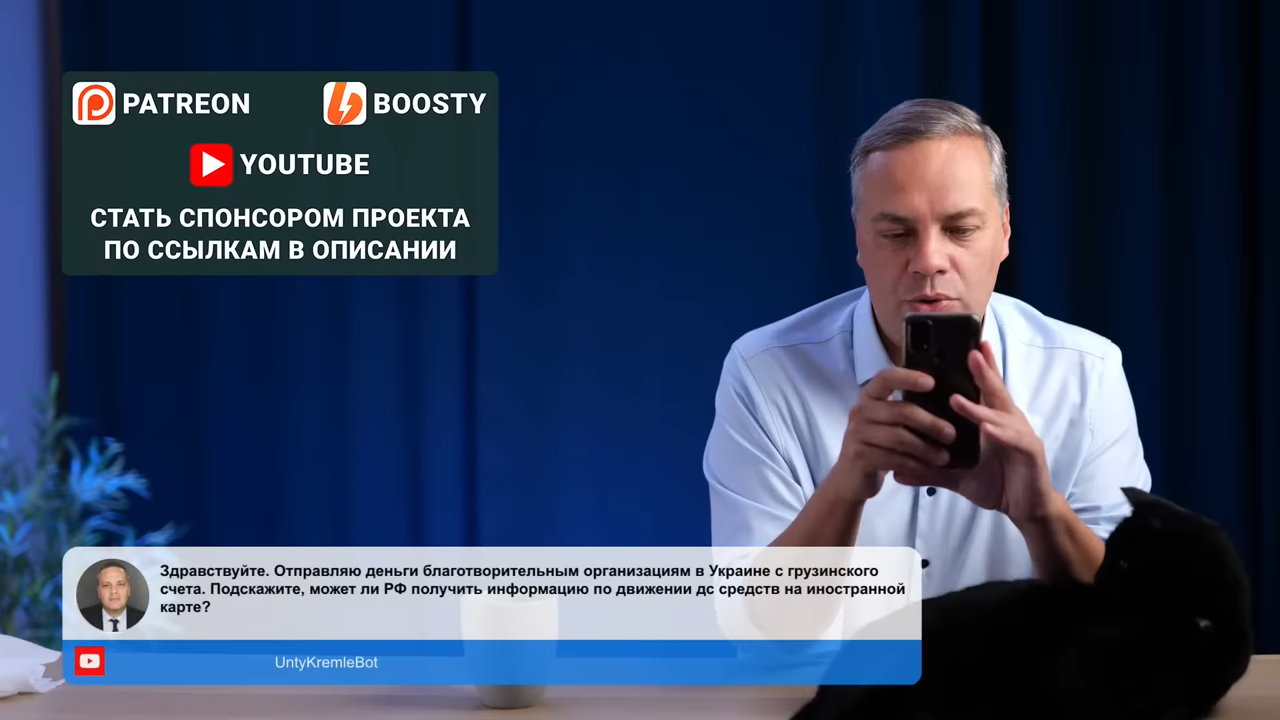 PATREON
BOOSTY
YOUTUBE
СТАТЬ СПОНСОРОМ ПРОЕКТА
ПО ССЫЛКАМ В ОПИСАНИИ
Здравствуйте. Отправляю деньги благотворительным организациям в Украине с грузинского
счета. Подскажите, может ли РФ получить информацию по движении дс средств на иностранной
карте?
UntyKremleBot